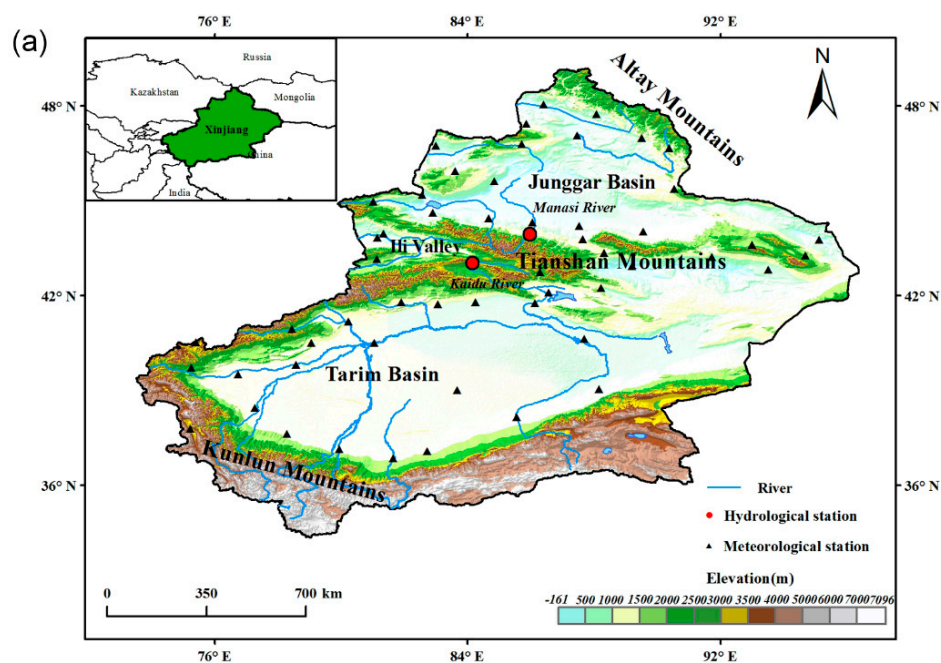 (a)
76° E
84° E
92° E
N
Russia
Kazakhstan
Mongolia
Xinjiang
China
India
Altay Mountains
48° N
48° N
Junggar Basin
Manasi River
Ili Valley
Tianshan Mountains
Kaidu River
42° N
42° N
Tarim Basin
Kunlun Mountains
36° N
36° N
River
Hydrological station
Meteorological station
Elevation(m)
0 350 700 km
-161 500 1000 1500 2000 2500 3000 3500 4000 5000 6000 7000 7096
76° E
84° E
92° E